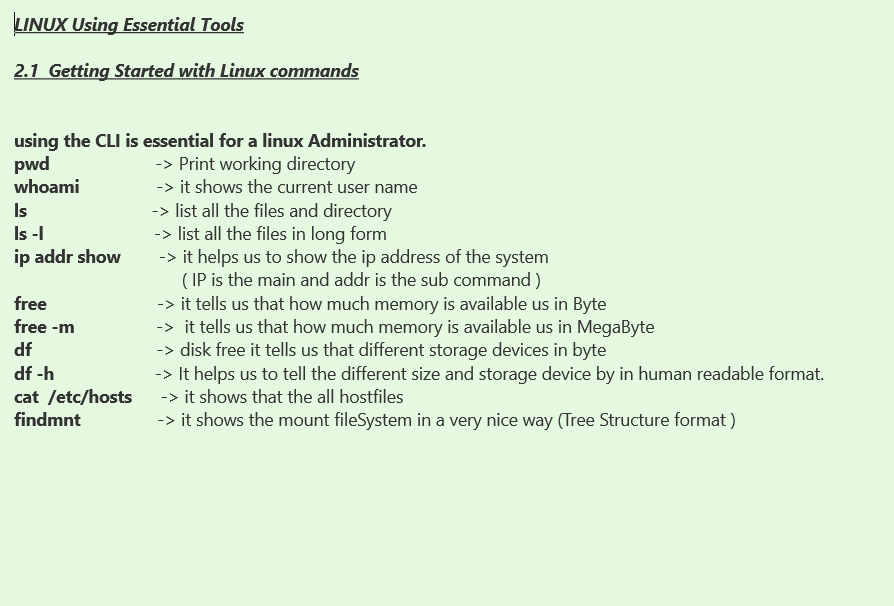 LINUX Using Essential Tools
2.1  Getting Started with Linux commands
using the CLI is essential for a linux Administrator.
pwd -> Print working directory
whoami -> it shows the current user name
ls -> list all the files and directory
ls -l -> list all the files in long form
ip addr show -> it helps us to show the ip address of the system
( IP is the main and addr is the sub command )
free -> it tells us that how much memory is available us in Byte
free -m -> it tells us that how much memory is available us in MegaByte
df -> disk free it tells us that different storage devices in byte
df -h -> It helps us to tell the different size and storage device by in human readable format.
cat /etc/hosts -> it shows that the all hostfiles
findmnt -> it shows the mount fileSystem in a very nice way (Tree Structure format )